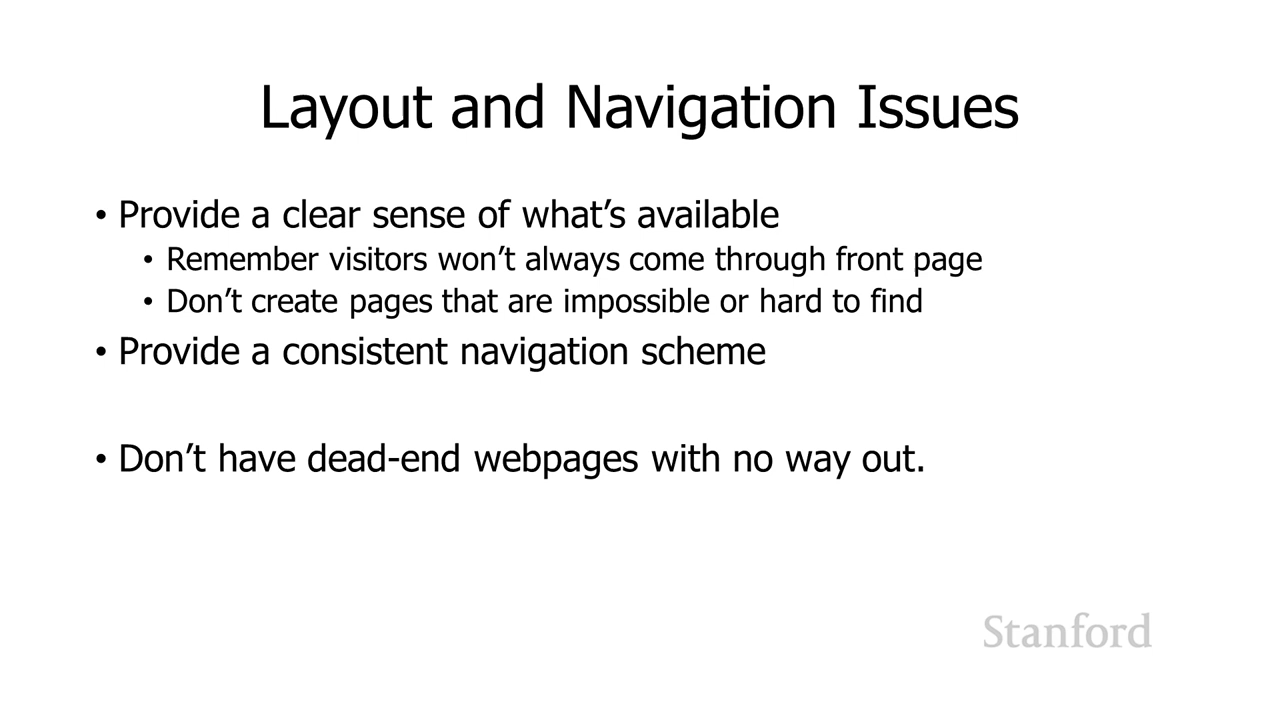 Layout and Navigation Issues
• Provide a clear sense of what’s available
• Remember visitors won’t always come through front page
• Don’t create pages that are impossible or hard to find
• Provide a consistent navigation scheme
• Don’t have dead-end webpages with no way out.
Stanford